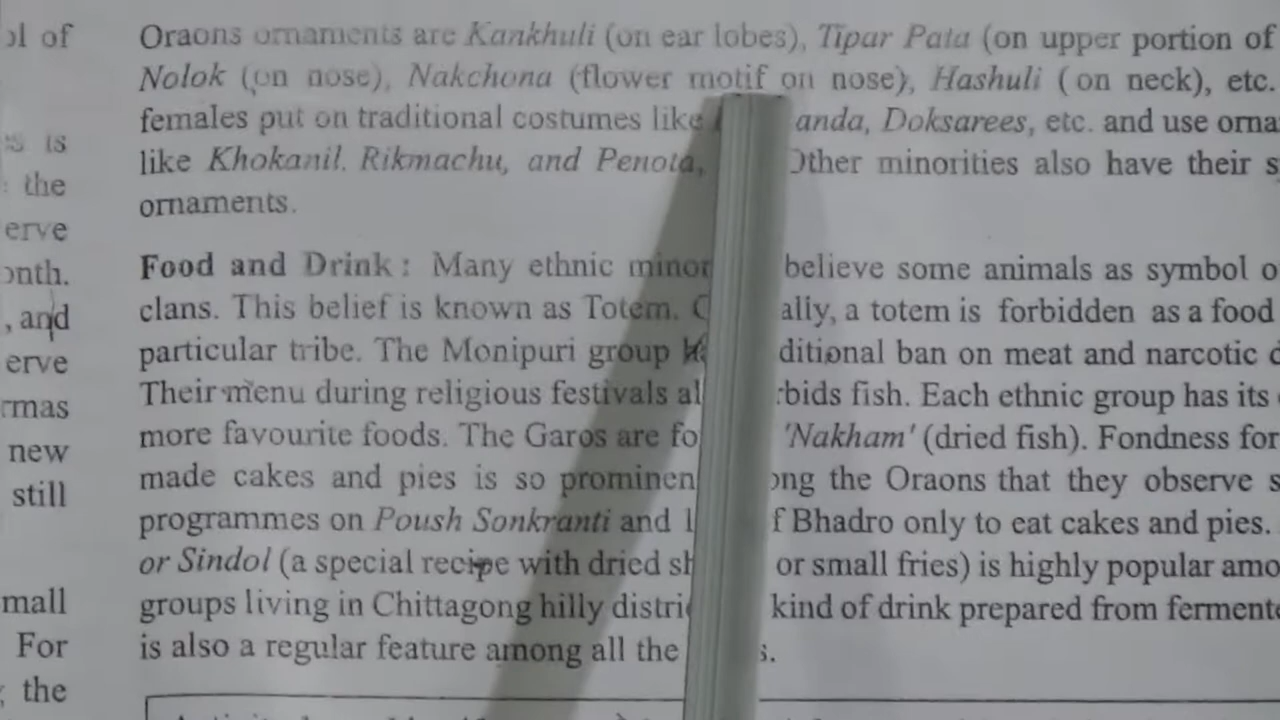 ol of
s is
the
erve
onth.
, and
erve
rmas
new
still
mall
For
the
Oraons ornaments are Kankhuli (on ear lobes), Tipar Pata (on upper portion of
Nolok (on nose), Nakchona (flower motif on nose), Hashuli ( on neck), etc.
females put on traditional costumes like anda, Doksarees, etc. and use orna
like Khokanil. Rikmachu, and Penota, Other minorities also have their s
ornaments.
Food and Drink : Many ethnic minor believe some animals as symbol o
clans. This belief is known as Totem. ally, a totem is forbidden as a food
particular tribe. The Monipuri group ditional ban on meat and narcotic d
Their menu during religious festivals al rbids fish. Each ethnic group has its
more favourite foods. The Garos are fo 'Nakham' (dried fish). Fondness for
made cakes and pies is so prominen ong the Oraons that they observe s
programmes on Poush Sonkranti and 1 f Bhadro only to eat cakes and pies.
or Sindol (a special recipe with dried sh or small fries) is highly popular amo
groups living in Chittagong hilly distri kind of drink prepared from fermente
is also a regular feature among all the s.